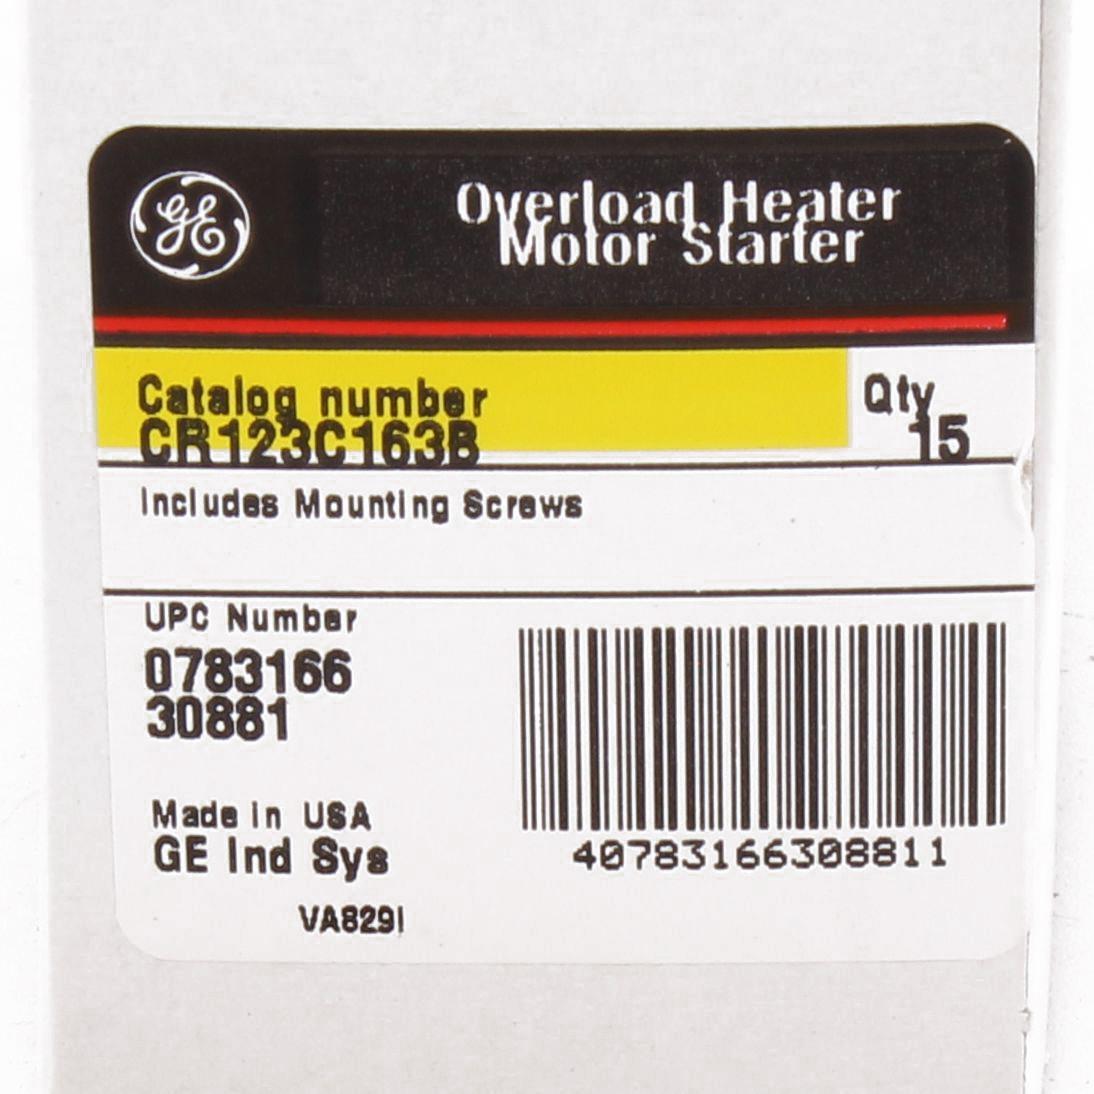 GE
Overload Heater
Motor Starter
Catalog number
CR123C163B
Qty
15
Includes Mounting Screws
UPC Number
0783166
30881
Made in USA
GE Ind Sys
VA829I
40783166308811